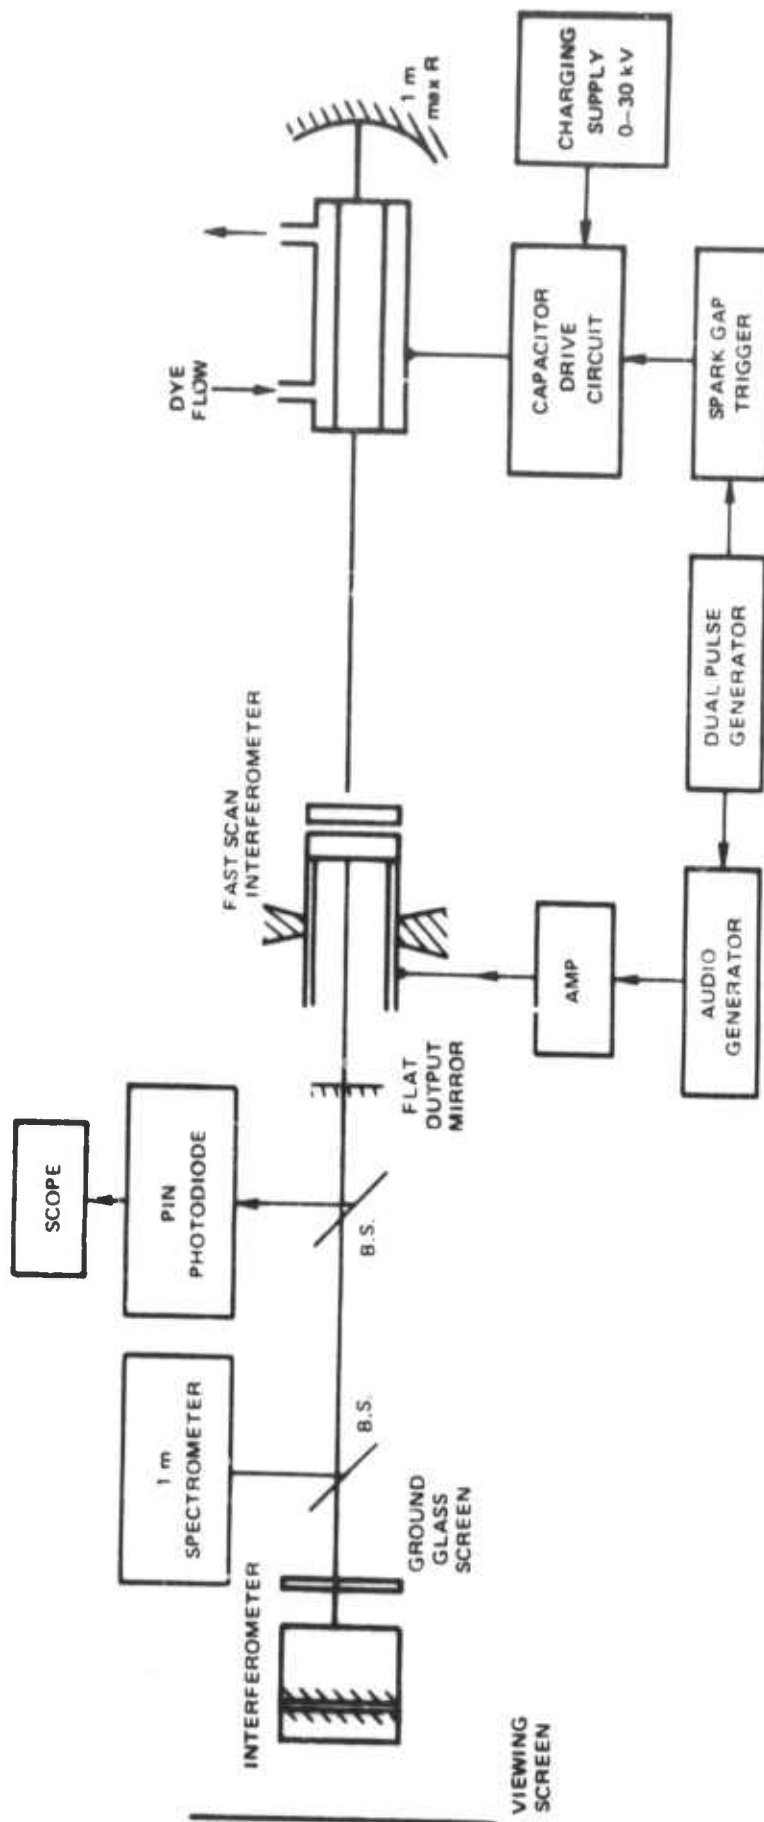 SCOPE
PIN
PHOTODIODE
1 m
SPECTROMETER
B.S.
B.S.
INTERFEROMETER
GROUND
GLASS
SCREEN
VIEWING
SCREEN
FLAT
OUTPUT
MIRROR
FAST SCAN
INTERFEROMETER
AMP
AUDIO
GENERATOR
DUAL PULSE
GENERATOR
SPARK GAP
TRIGGER
CAPACITOR
DRIVE
CIRCUIT
CHARGING
SUPPLY
0–30 kV
DYE
FLOW
1 m
max R